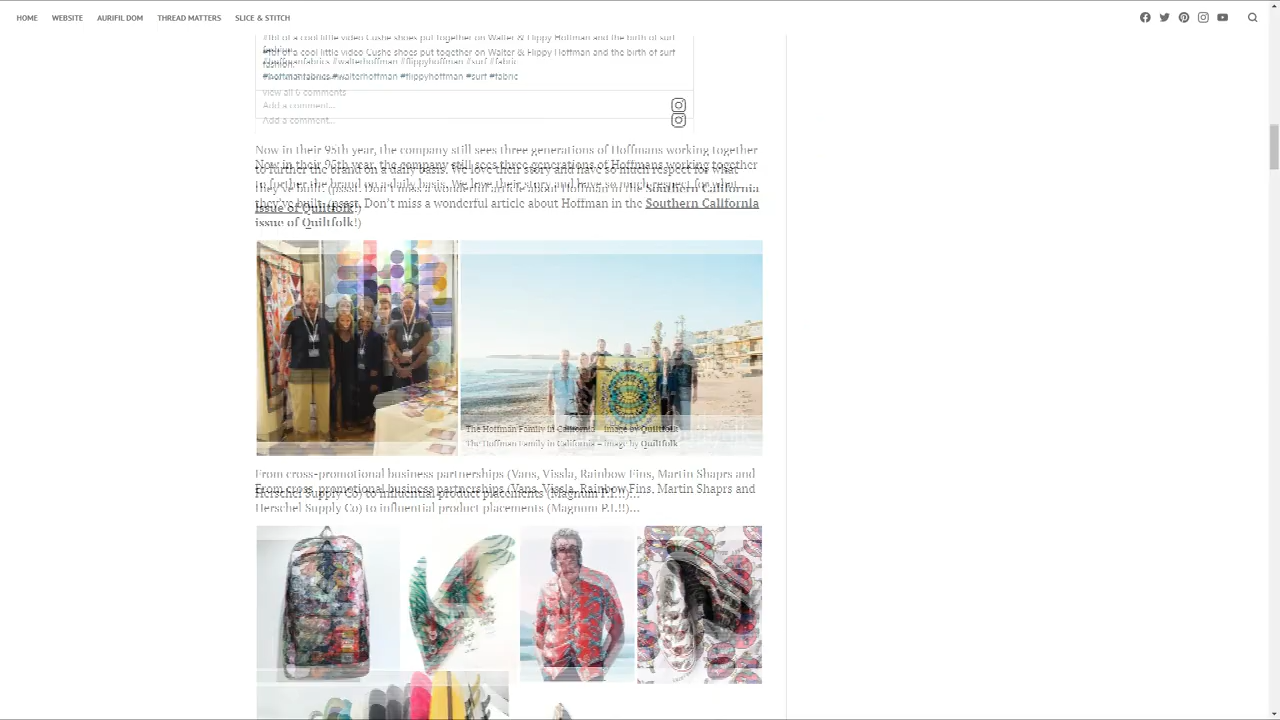 HOME WEBSITE AURIFIL DOM THREAD MATTERS SLICE & STITCH
#tbt of a cool little video Cushe shoes put together on Walter & Flippy Hoffman and the birth of surf
fashion.
#hoffmanfabrics #walterhoffman #flippyhoffman #surf #fabric
view all 6 comments
Add a comment...
Now in their 95th year, the company still sees three generations of Hoffmans working together
to further the brand on a daily basis. We love their story and have so much respect for what
they've built. (pssst. Don't miss a wonderful article about Hoffman in the Southern California
issue of Quiltfolk!)
The Hoffman Family in California – image by Quiltfolk
From cross-promotional business partnerships (Vans, Vissla, Rainbow Fins, Martin Shaprs and
Herschel Supply Co) to influential product placements (Magnum P.I.!!)...